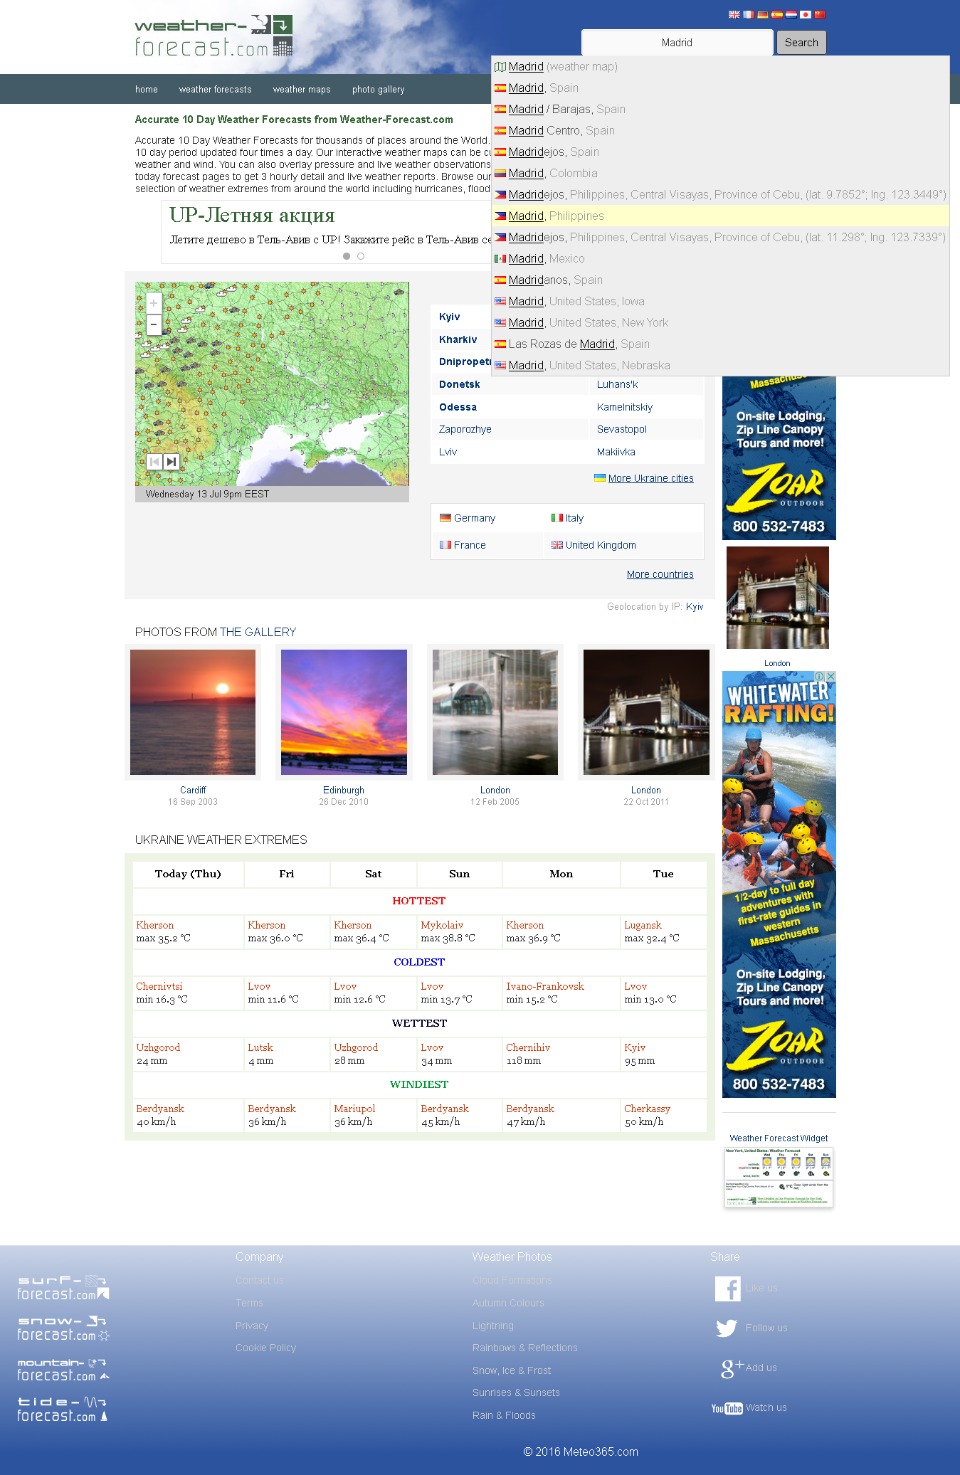 weather-
forecast.com
Madrid
Search
home
weather forecasts
weather maps
photo gallery
Madrid (weather map)
Madrid, Spain
Madrid / Barajas, Spain
Madrid Centro, Spain
Madridejos, Spain
Madrid, Colombia
Madridejos, Philippines, Central Visayas, Province of Cebu, (lat. 9.7852°; lng. 123.3449°)
Madrid, Philippines
Madridejos, Philippines, Central Visayas, Province of Cebu, (lat. 11.298°; lng. 123.7339°)
Madrid, Mexico
Madridanos, Spain
Madrid, United States, Iowa
Madrid, United States, New York
Las Rozas de Madrid, Spain
Madrid, United States, Nebraska
Accurate 10 Day Weather Forecasts from Weather-Forecast.com
Accurate 10 Day Weather Forecasts for thousands of places around the World.
10 day period updated four times a day. Our interactive weather maps can be
weather and wind. You can also overlay pressure and live weather observations
today forecast pages to get 3 hourly detail and live weather reports. Browse our
selection of weather extremes from around the world including hurricanes, flood
UP-Летняя акция
Летите дешево в Тель-Авив с UP! Закажите рейс в Тель-Авив
+
−
Wednesday 13 Jul 9pm EEST
Kyiv
Kharkiv
Dnipropet
Donetsk Luhans'k
Odessa Kamelnitskiy
Zaporozhye Sevastopol
Lviv Makiivka
More Ukraine cities
Germany Italy
France United Kingdom
More countries
Geolocation by IP: Kyiv
Massachuse
On-site Lodging,
Zip Line Canopy
Tours and more!
ZOAR
OUTDOOR
800 532-7483
London
PHOTOS FROM THE GALLERY
Cardiff
16 Sep 2003
Edinburgh
26 Dec 2010
London
12 Feb 2005
London
22 Oct 2011
WHITEWATER
RAFTING!
1/2-day to full day
adventures with
first-rate guides in
western
Massachusetts
On-site Lodging,
Zip Line Canopy
Tours and more!
ZOAR
OUTDOOR
800 532-7483
UKRAINE WEATHER EXTREMES
Today (Thu) Fri Sat Sun Mon Tue
HOTTEST
Kherson Kherson Kherson Mykolaiv Kherson Lugansk
max 35.2 °C max 36.0 °C max 36.4 °C max 38.8 °C max 36.9 °C max 32.4 °C
COLDEST
Chernivtsi Lvov Lvov Lvov Ivano-Frankovsk Lvov
min 16.3 °C min 11.6 °C min 12.6 °C min 13.7 °C min 15.2 °C min 13.0 °C
WETTEST
Uzhgorod Lutsk Uzhgorod Lvov Chernihiv Kyiv
24 mm 4 mm 28 mm 34 mm 118 mm 95 mm
WINDIEST
Berdyansk Berdyansk Mariupol Berdyansk Berdyansk Cherkassy
40 km/h 36 km/h 36 km/h 45 km/h 47 km/h 50 km/h
Weather Forecast Widget
surf-
forecast.com
snow-
forecast.com
mountain-
forecast.com
tide-
forecast.com
Company
Contact us
Terms
Privacy
Cookie Policy
Weather Photos
Cloud Formations
Autumn Colours
Lightning
Rainbows & Reflections
Snow, Ice & Frost
Sunrises & Sunsets
Rain & Floods
Share
Like us
Follow us
g+ Add us
YouTube Watch us
© 2016 Meteo365.com